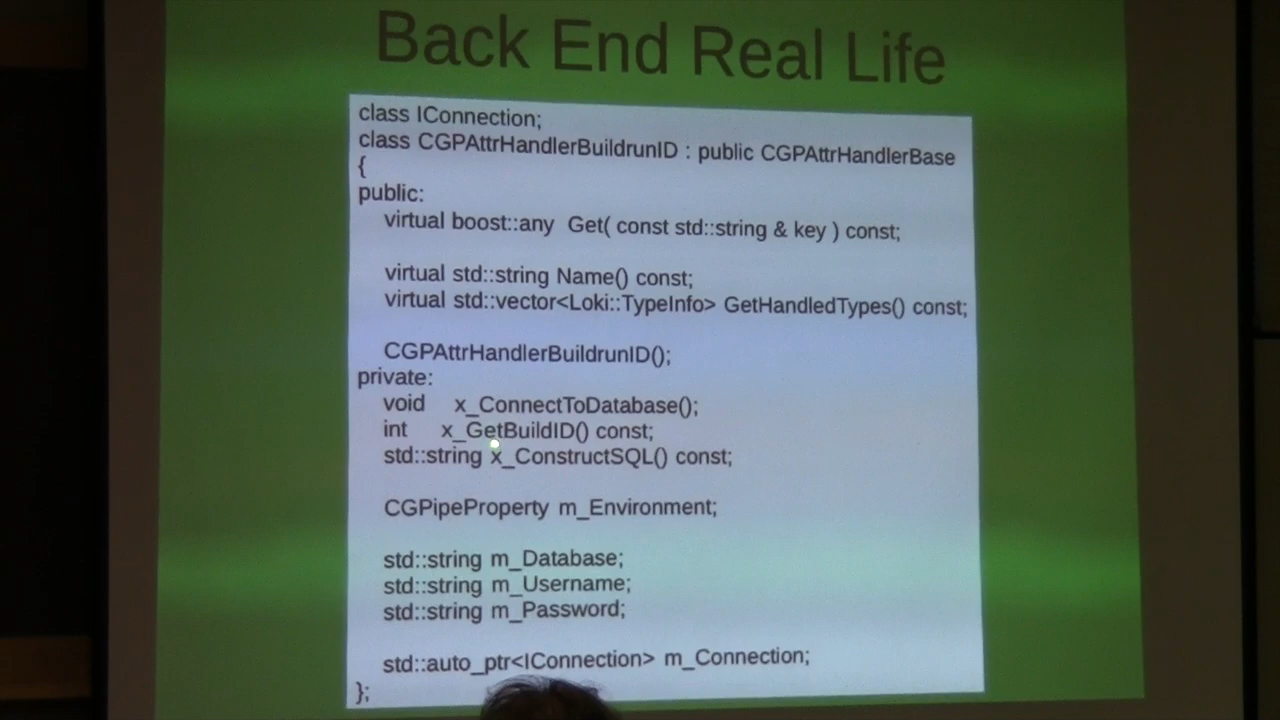 Back End Real Life
class IConnection;
class CGPAttrHandlerBuildrunID : public CGPAttrHandlerBase
{
public:
virtual boost::any Get( const std::string & key ) const;
virtual std::string Name() const;
virtual std::vector<Loki::TypeInfo> GetHandledTypes() const;
CGPAttrHandlerBuildrunID();
private:
void x_ConnectToDatabase();
int x_GetBuildID() const;
std::string x_ConstructSQL() const;
CGPipeProperty m_Environment;
std::string m_Database;
std::string m_Username;
std::string m_Password;
std::auto_ptr<IConnection> m_Connection;
};